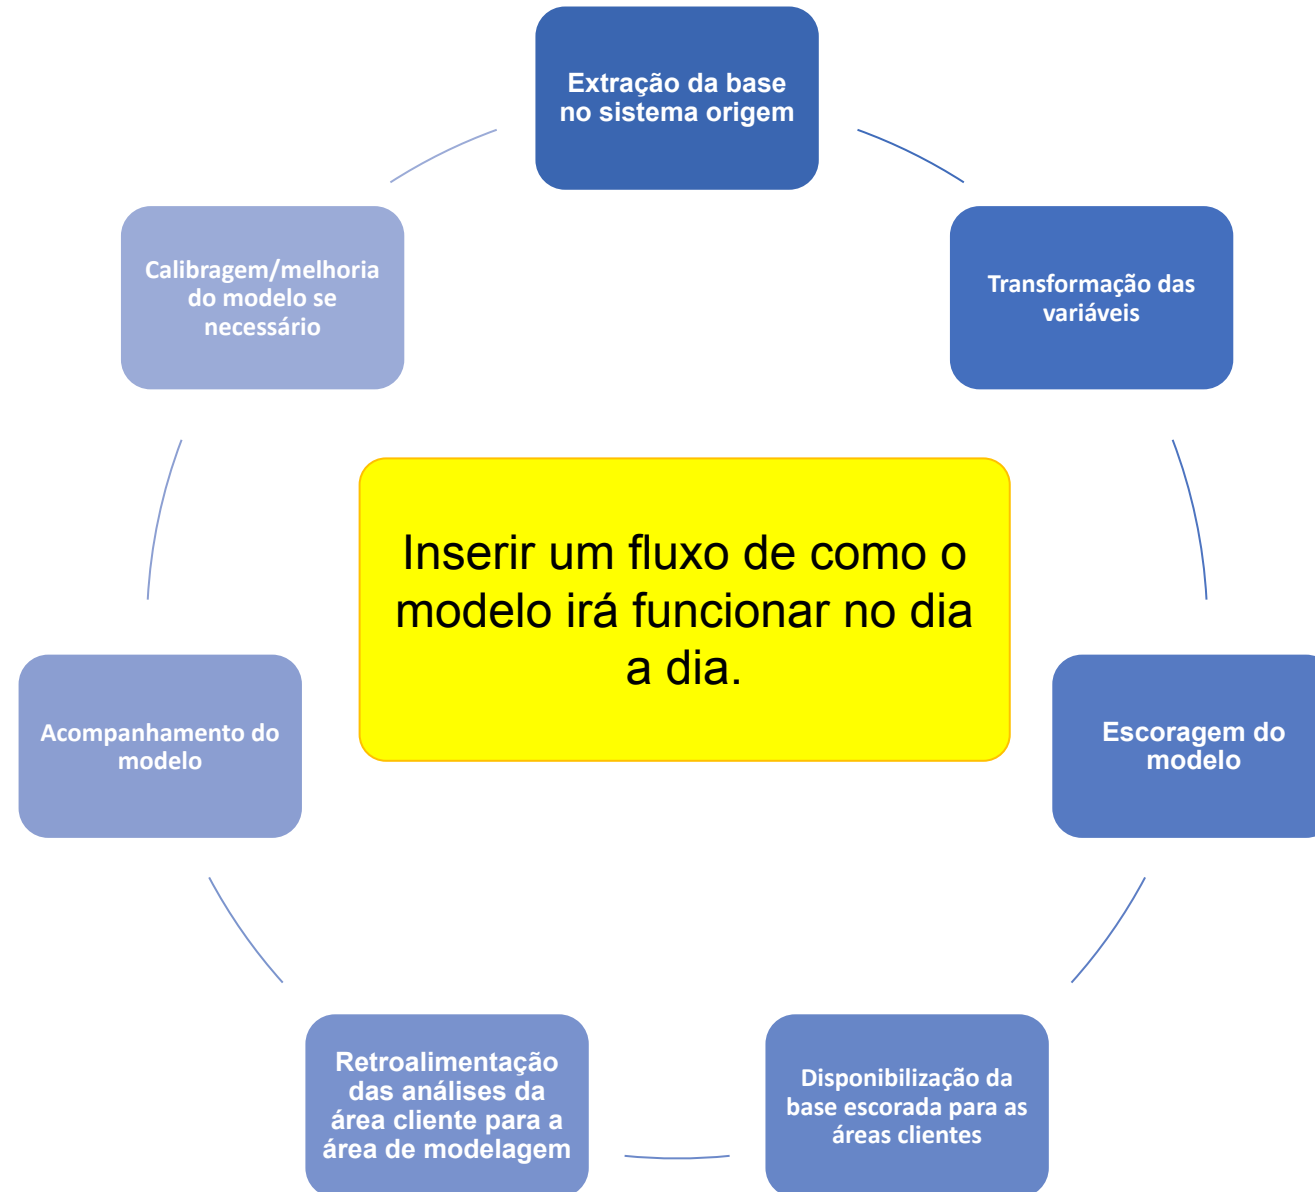 Extração da base
no sistema origem
Transformação das
variáveis
Escoragem do
modelo
Disponibilização da
base escorada para as
áreas clientes
Retroalimentação
das análises da
área cliente para a
área de modelagem
Acompanhamento do
modelo
Calibragem/melhoria
do modelo se
necessário
Inserir um fluxo de como o
modelo irá funcionar no dia
a dia.